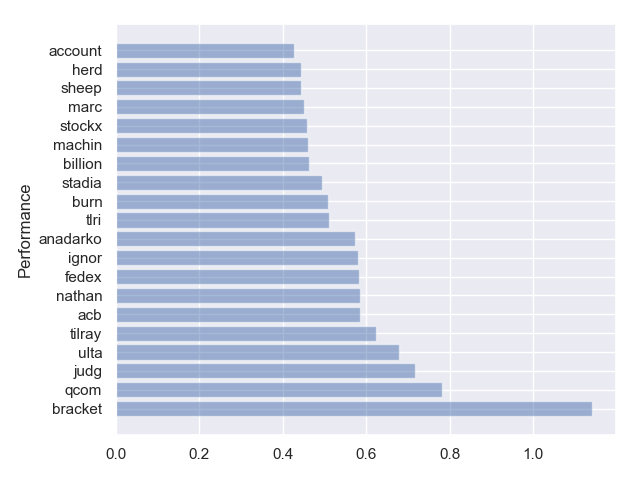 account
herd
sheep
marc
stockx
machin
billion
stadia
burn
tlri
anadarko
ignor
fedex
nathan
acb
tilray
ulta
judg
qcom
bracket
Performance
0.0 0.2 0.4 0.6 0.8 1.0